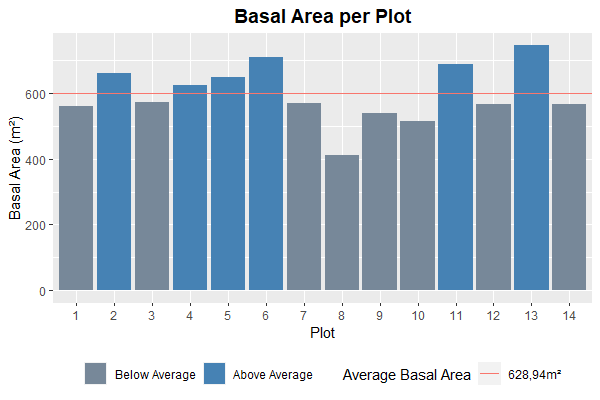 Basal Area per Plot
Basal Area (m²)
600
400
200
0
1 2 3 4 5 6 7 8 9 10 11 12 13 14
Plot
Below Average Above Average Average Basal Area 628,94m²